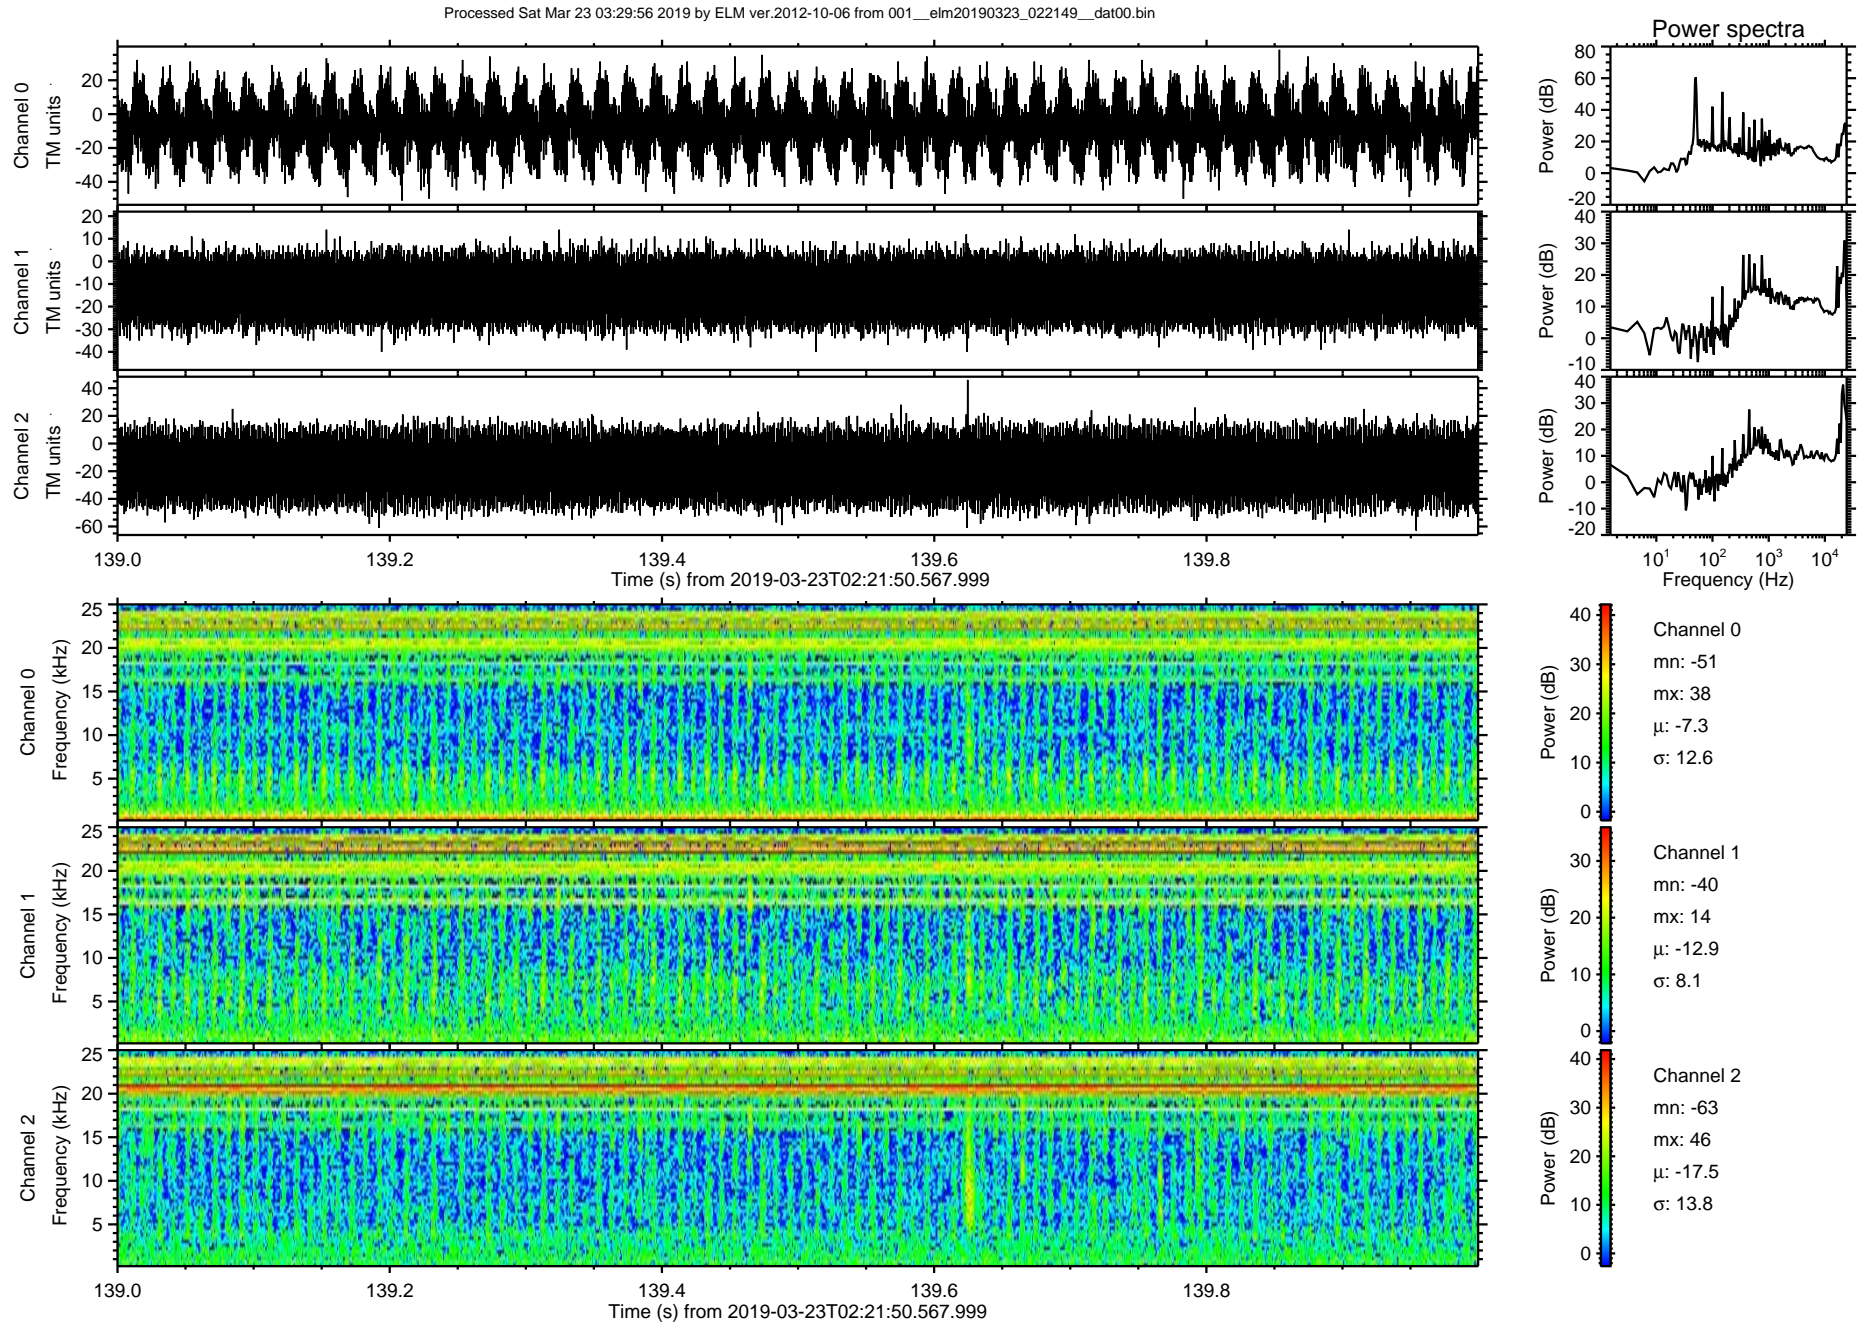 Processed Sat Mar 23 03:29:56 2019 by ELM ver.2012-10-06 from 001__elm20190323_022149__dat00.bin
Power spectra
Channel 0
TM units
20
0
-20
-40
Power (dB)
80
60
40
20
0
-20
Channel 1
TM units
20
10
0
-10
-20
-30
-40
Power (dB)
40
30
20
10
0
-10
Channel 2
TM units
40
20
0
-20
-40
-60
Power (dB)
40
30
20
10
0
-10
-20
139.0 139.2 139.4 139.6 139.8
Time (s) from 2019-03-23T02:21:50.567.999
10¹ 10² 10³ 10⁴
Frequency (Hz)
Channel 0
Frequency (kHz)
25
20
15
10
5
Power (dB)
40
30
20
10
0
Channel 0
mn: -51
mx: 38
μ: -7.3
σ: 12.6
Channel 1
Frequency (kHz)
25
20
15
10
5
Power (dB)
30
20
10
0
Channel 1
mn: -40
mx: 14
μ: -12.9
σ: 8.1
Channel 2
Frequency (kHz)
25
20
15
10
5
Power (dB)
40
30
20
10
0
Channel 2
mn: -63
mx: 46
μ: -17.5
σ: 13.8
139.0 139.2 139.4 139.6 139.8
Time (s) from 2019-03-23T02:21:50.567.999